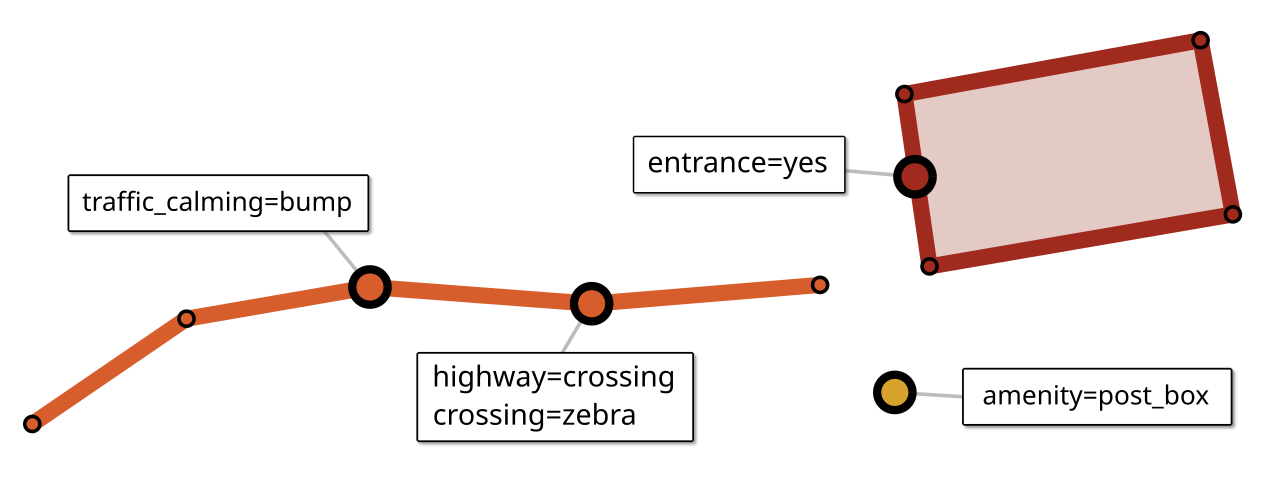 entrance=yes
traffic_calming=bump
highway=crossing
crossing=zebra
amenity=post_box